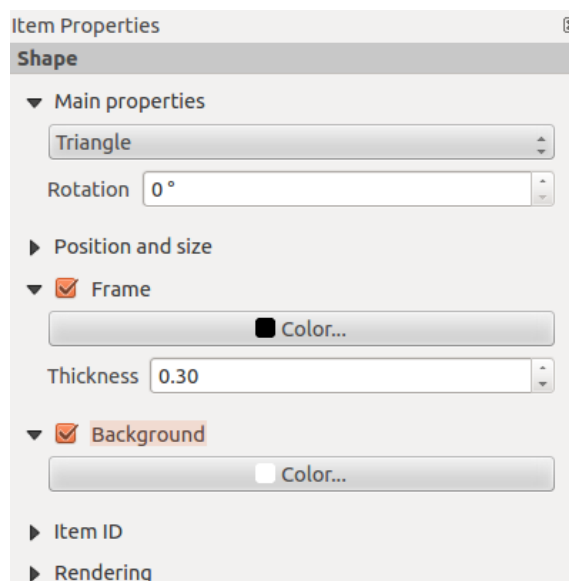 Item Properties
Shape
Main properties
Triangle
Rotation 0 °
Position and size
Frame
Color...
Thickness 0.30
Background
Color...
Item ID
Rendering